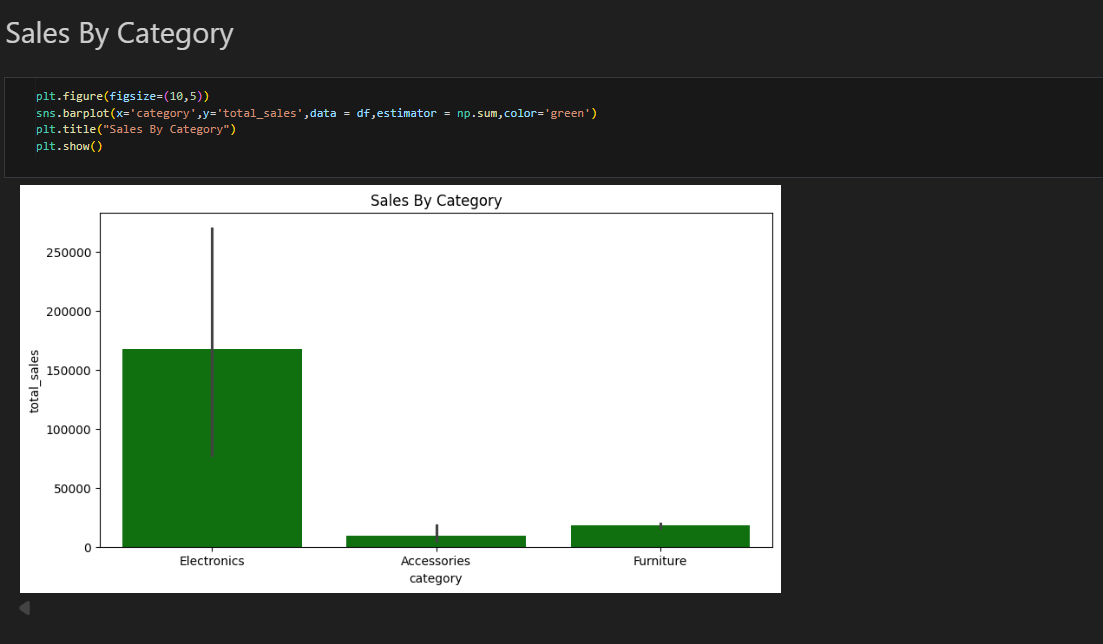 Sales By Category
plt.figure(figsize=(10,5))
sns.barplot(x='category',y='total_sales',data = df,estimator = np.sum,color='green')
plt.title("Sales By Category")
plt.show()
Sales By Category
250000
200000
150000
100000
50000
0
total_sales
Electronics
Accessories
Furniture
category